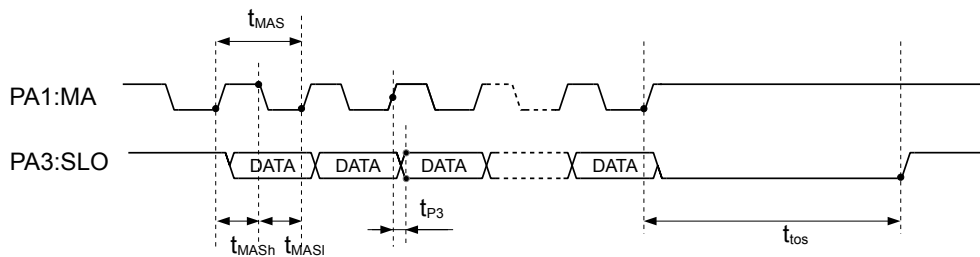 tMAS
PA1:MA
PA3:SLO
DATA DATA DATA DATA
tP3
tMASh tMASl
ttos